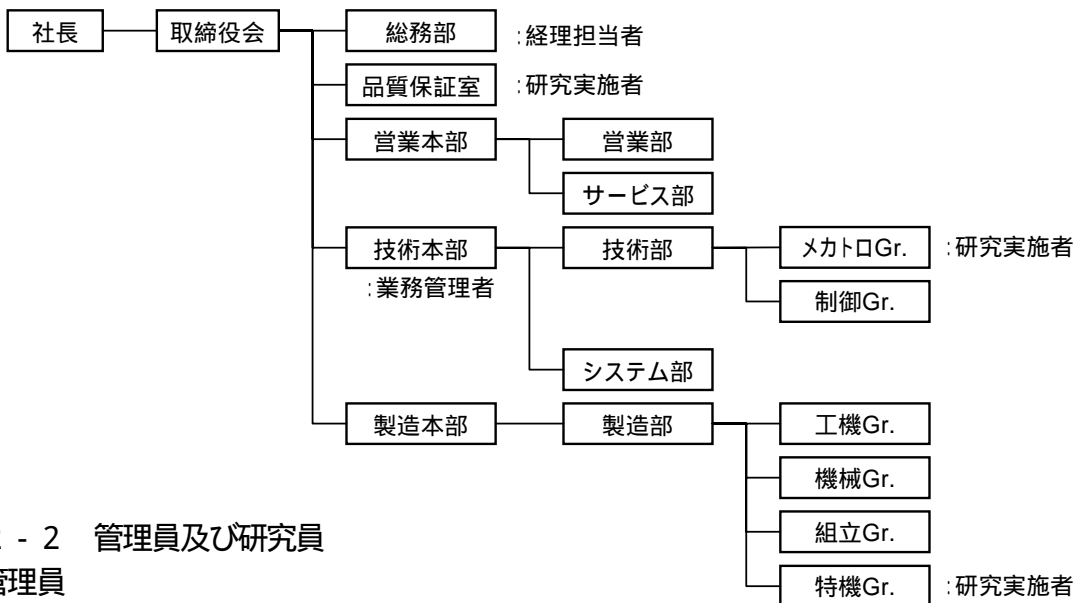 社長 取締役会 総務部 :経理担当者
品質保証室 :研究実施者
営業本部 営業部
サービス部
技術本部 技術部 メカトロGr. :研究実施者
:業務管理者
制御Gr.
システム部
製造本部 製造部 工機Gr.
機械Gr.
- 2 管理員及び研究員
組立Gr.
管理員
特機Gr. :研究実施者